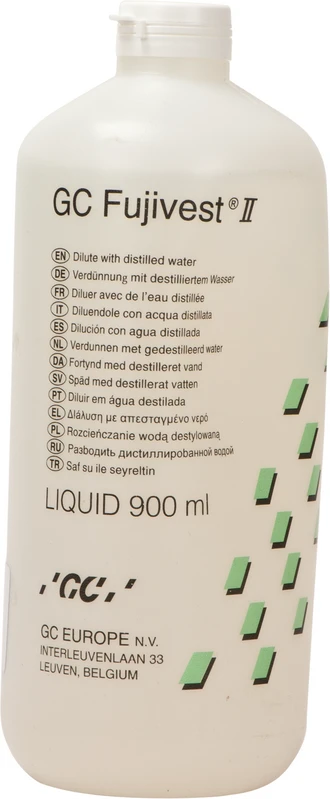 GC Fujivest® II
EN Dilute with distilled water
DE Verdünnung mit destilliertem Wasser
FR Diluer avec de l'eau distillée
IT Diluendole con acqua distillata
ES Dilución con agua destillada
NL Verdunnen met gedestilleerd water
DA Fortynd med destilleret vand
SV Späd med destillerat vatten
PT Diluir em água destilada
EL Διάλυση με απεσταγμένο νερό
PL Rozcieńczanie wodą destylowaną
RU Разводить дистиллированной водой
TR Saf su ile seyreltin
LIQUID 900 ml
GC
GC EUROPE N.V.
INTERLEUVENLAAN 33
LEUVEN, BELGIUM